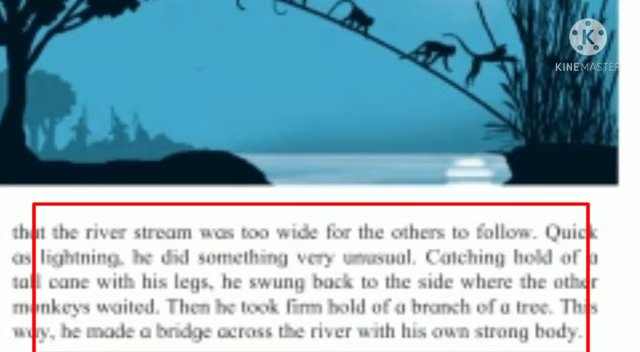 KINEMASTER
that the river stream was too wide for the others to follow. Quick
as lightning, he did something very unusual. Catching hold of a
tall cane with his legs, he swung back to the side where the other
monkeys waited. Then he took firm hold of a branch of a tree. This
way, he made a bridge across the river with his own strong body.